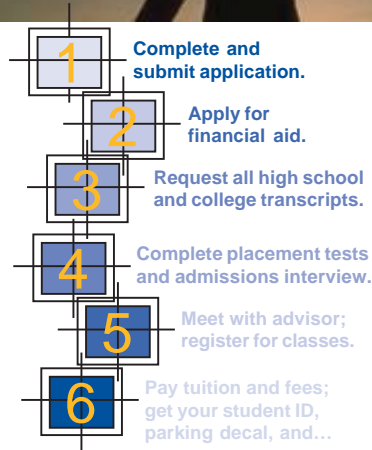 1
Complete and
submit application.
2
Apply for
financial aid.
3
Request all high school
and college transcripts.
4
Complete placement tests
and admissions interview.
5
Meet with advisor;
register for classes.
6
Pay tuition and fees;
get your student ID,
parking decal, and…